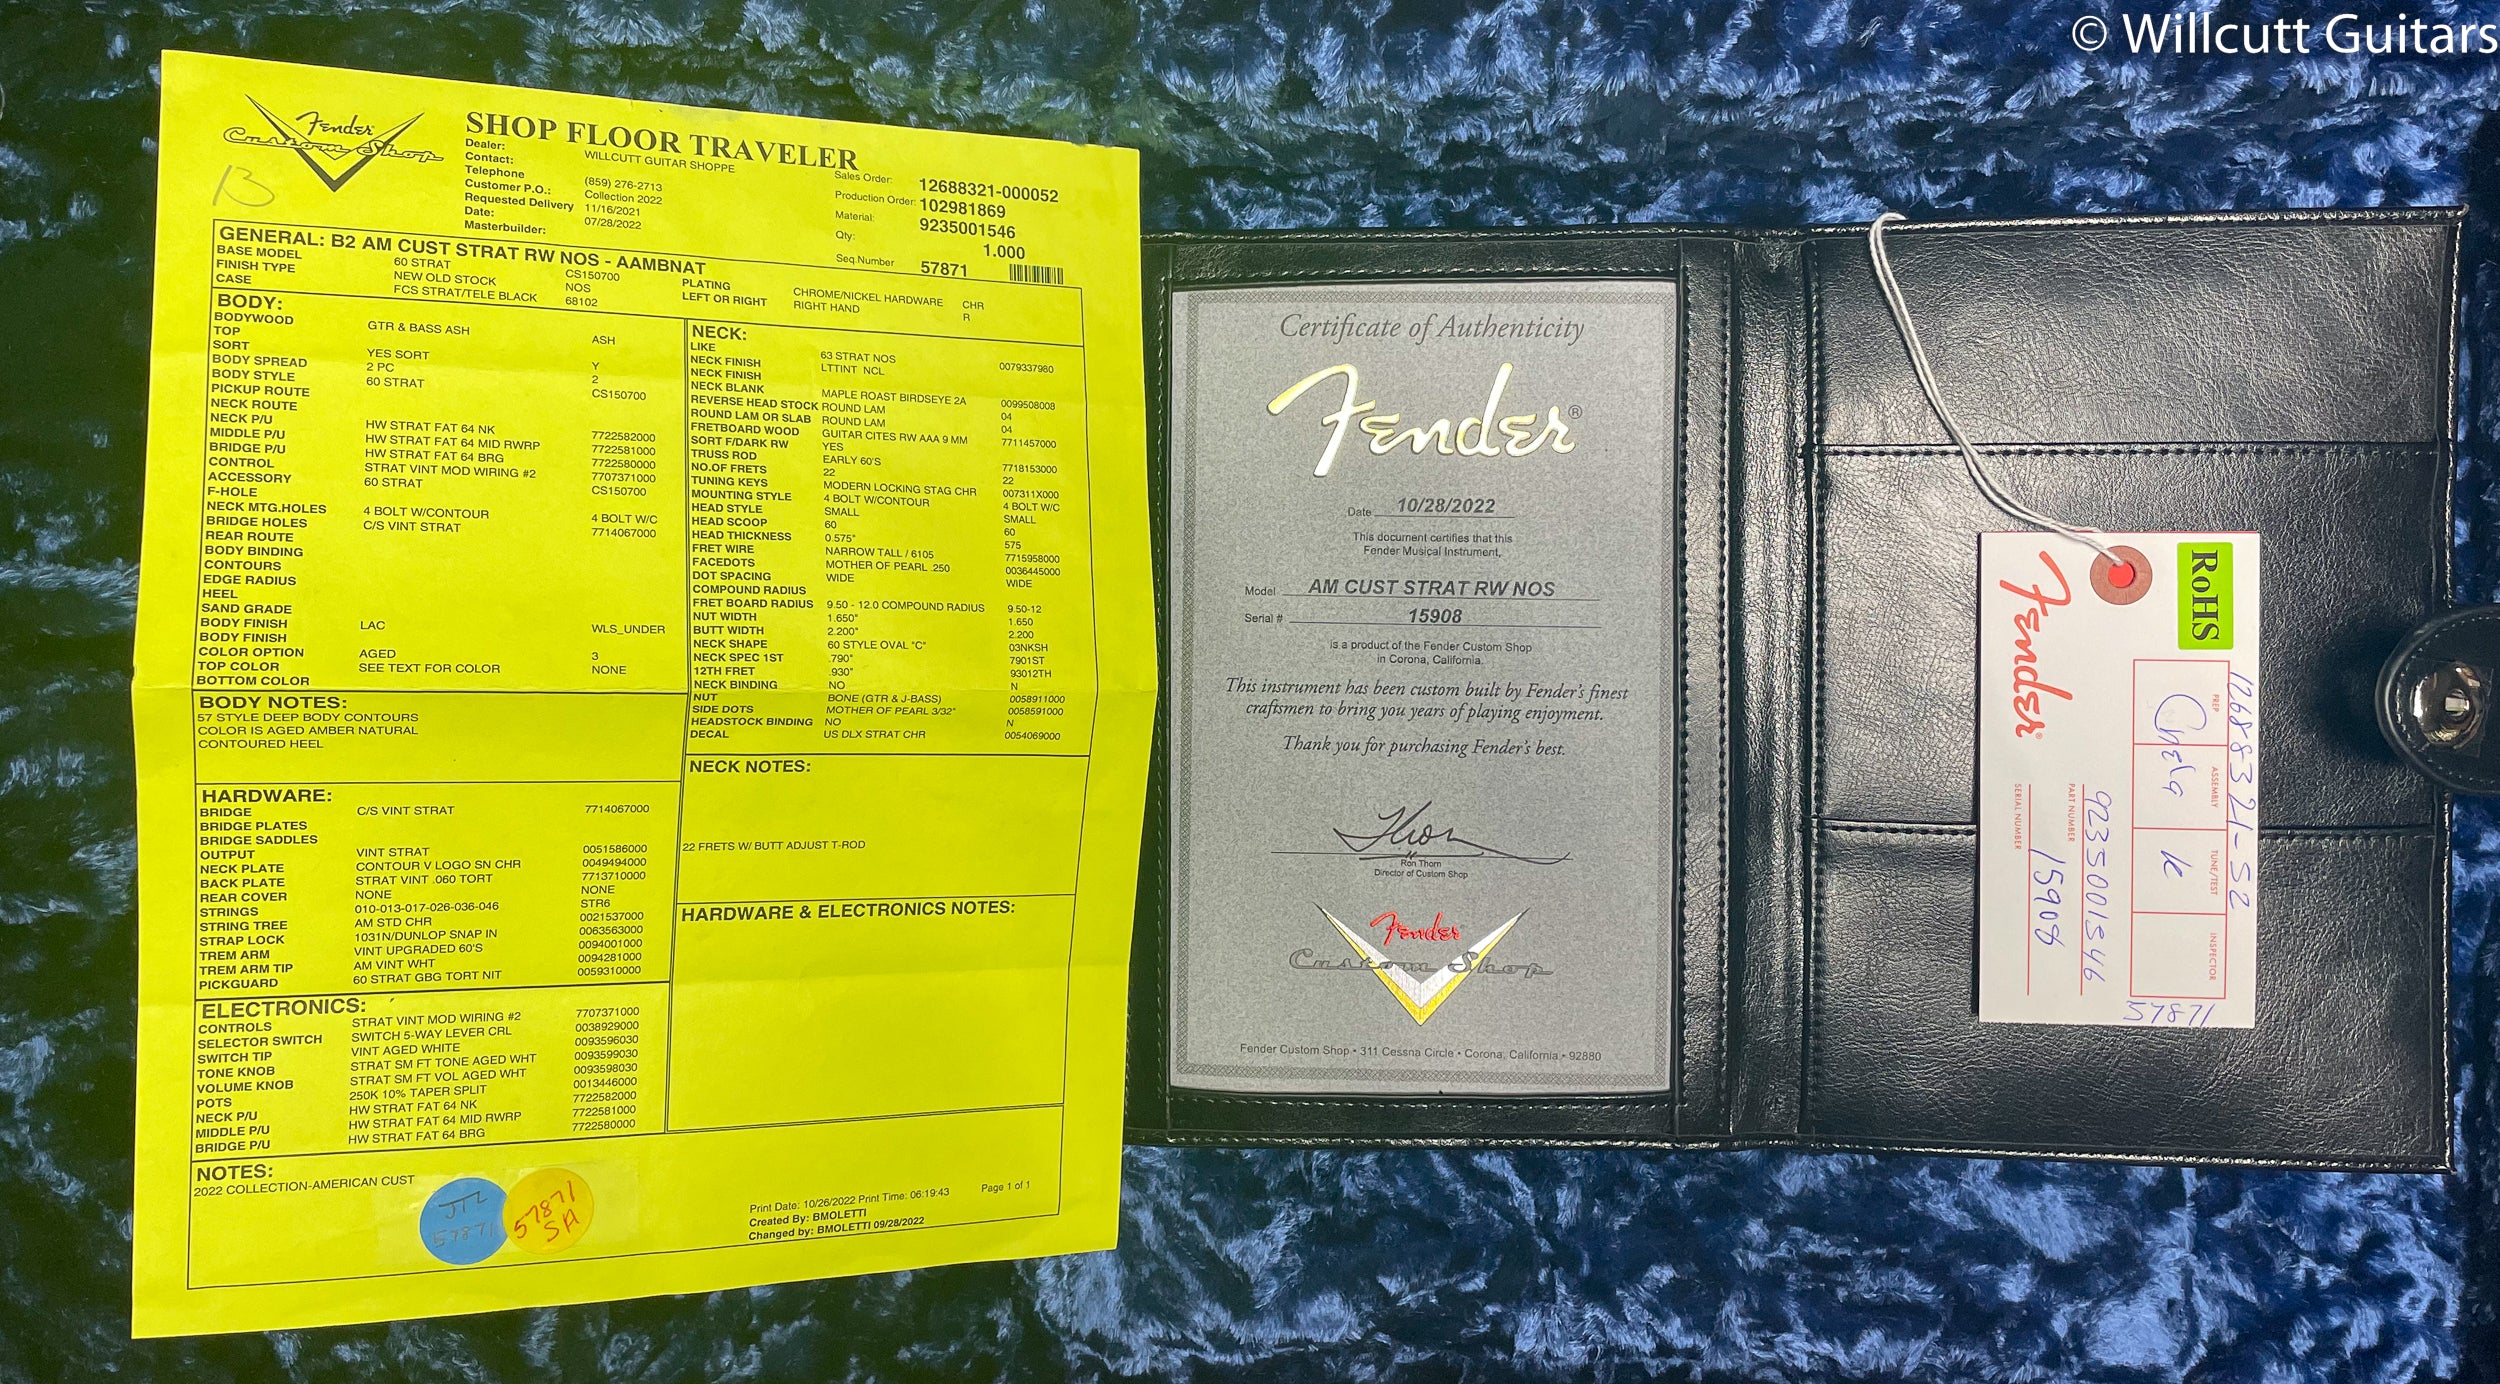 © Willcutt Guitars
Fender
Custom Shop
13
SHOP FLOOR TRAVELER
Dealer: WILLCUTT GUITAR SHOPPE
Contact:
Telephone (859) 276-2713
Customer P.O.: Collection 2022
Requested Delivery 11/16/2021
Date: 07/28/2022
Masterbuilder:
Sales Order: 12688321-000052
Production Order: 102981869
Material: 9235001546
Qty: 1.000
Seq.Number 57871
GENERAL: B2 AM CUST STRAT RW NOS - AAMBNAT
BASE MODEL 60 STRAT CS150700
FINISH TYPE NEW OLD STOCK NOS
CASE FCS STRAT/TELE BLACK 68102
PLATING CHROME/NICKEL HARDWARE CHR
LEFT OR RIGHT RIGHT HAND R
BODY:
BODYWOOD GTR & BASS ASH ASH
TOP
SORT YES SORT Y
BODY SPREAD 2 PC 2
BODY STYLE 60 STRAT CS150700
PICKUP ROUTE
NECK ROUTE
NECK P/U HW STRAT FAT 64 NK 7722582000
MIDDLE P/U HW STRAT FAT 64 MID RWRP 7722581000
BRIDGE P/U HW STRAT FAT 64 BRG 7722580000
CONTROL STRAT VINT MOD WIRING #2 7707371000
ACCESSORY 60 STRAT CS150700
F-HOLE
NECK MTG.HOLES 4 BOLT W/CONTOUR 4 BOLT W/C
BRIDGE HOLES C/S VINT STRAT 7714067000
REAR ROUTE
BODY BINDING
CONTOURS
EDGE RADIUS
HEEL
SAND GRADE
BODY FINISH LAC WLS_UNDER
BODY FINISH
COLOR OPTION AGED 3
TOP COLOR SEE TEXT FOR COLOR NONE
BOTTOM COLOR
BODY NOTES:
57 STYLE DEEP BODY CONTOURS
COLOR IS AGED AMBER NATURAL
CONTOURED HEEL
HARDWARE:
BRIDGE C/S VINT STRAT 7714067000
BRIDGE PLATES
BRIDGE SADDLES
OUTPUT VINT STRAT 0051586000
NECK PLATE CONTOUR V LOGO SN CHR 0049494000
BACK PLATE STRAT VINT .060 TORT 7713710000
REAR COVER NONE NONE
STRINGS 010-013-017-026-036-046 STR6
STRING TREE AM STD CHR 0021537000
STRAP LOCK 1031N/DUNLOP SNAP IN 0063563000
TREM ARM VINT UPGRADED 60'S 0094001000
TREM ARM TIP AM VINT WHT 0094281000
PICKGUARD 60 STRAT GBG TORT NIT 0059310000
ELECTRONICS:
CONTROLS STRAT VINT MOD WIRING #2 7707371000
SELECTOR SWITCH SWITCH 5-WAY LEVER CRL 0038929000
SWITCH TIP VINT AGED WHITE 0093596030
TONE KNOB STRAT SM FT TONE AGED WHT 0093599030
VOLUME KNOB STRAT SM FT VOL AGED WHT 0093598030
POTS 250K 10% TAPER SPLIT 0013446000
NECK P/U HW STRAT FAT 64 NK 7722582000
MIDDLE P/U HW STRAT FAT 64 MID RWRP 7722581000
BRIDGE P/U HW STRAT FAT 64 BRG 7722580000
NOTES:
2022 COLLECTION-AMERICAN CUST
57871
57871
SA
NECK:
LIKE 63 STRAT NOS
NECK FINISH LTTINT NCL 0079337980
NECK FINISH
NECK BLANK MAPLE ROAST BIRDSEYE 2A 0099508008
REVERSE HEAD STOCK ROUND LAM 04
ROUND LAM OR SLAB ROUND LAM 04
FRETBOARD WOOD GUITAR CITES RW AAA 9 MM 7711457000
SORT F/DARK RW YES
TRUSS ROD EARLY 60'S 7718153000
NO.OF FRETS 22 22
TUNING KEYS MODERN LOCKING STAG CHR 007311X000
MOUNTING STYLE 4 BOLT W/CONTOUR 4 BOLT W/C
HEAD STYLE SMALL SMALL
HEAD SCOOP 60 60
HEAD THICKNESS 0.575" 575
FRET WIRE NARROW TALL / 6105 7715958000
FACEDOTS MOTHER OF PEARL .250 0036445000
DOT SPACING WIDE WIDE
COMPOUND RADIUS
FRET BOARD RADIUS 9.50 - 12.0 COMPOUND RADIUS 9.50-12
NUT WIDTH 1.650" 1.650
BUTT WIDTH 2.200" 2.200
NECK SHAPE 60 STYLE OVAL "C" 03NKSH
NECK SPEC 1ST .790" 7901ST
12TH FRET .930" 93012TH
NECK BINDING NO N
NUT BONE (GTR & J-BASS) 0058911000
SIDE DOTS MOTHER OF PEARL 3/32" 0058591000
HEADSTOCK BINDING NO N
DECAL US DLX STRAT CHR 0054069000
NECK NOTES:
22 FRETS W/ BUTT ADJUST T-ROD
HARDWARE & ELECTRONICS NOTES:
Print Date: 10/26/2022 Print Time: 06:19:43 Page 1 of 1
Created By: BMOLETTI
Changed by: BMOLETTI 09/28/2022
Certificate of Authenticity
Fender®
Date 10/28/2022
This document certifies that this
Fender Musical Instrument,
Model AM CUST STRAT RW NOS
Serial # 15908
is a product of the Fender Custom Shop
in Corona, California.
This instrument has been custom built by Fender's finest
craftsmen to bring you years of playing enjoyment.
Thank you for purchasing Fender's best.
Ron Thorn
Director of Custom Shop
Fender
Custom Shop
Fender Custom Shop • 311 Cessna Circle • Corona, California • 92880
RoHS
Fender®
12688321-52
PREP
ASSEMBLY
TUNE/TEST
INSPECTOR
57871
9235001546
PART NUMBER
15908
SERIAL NUMBER